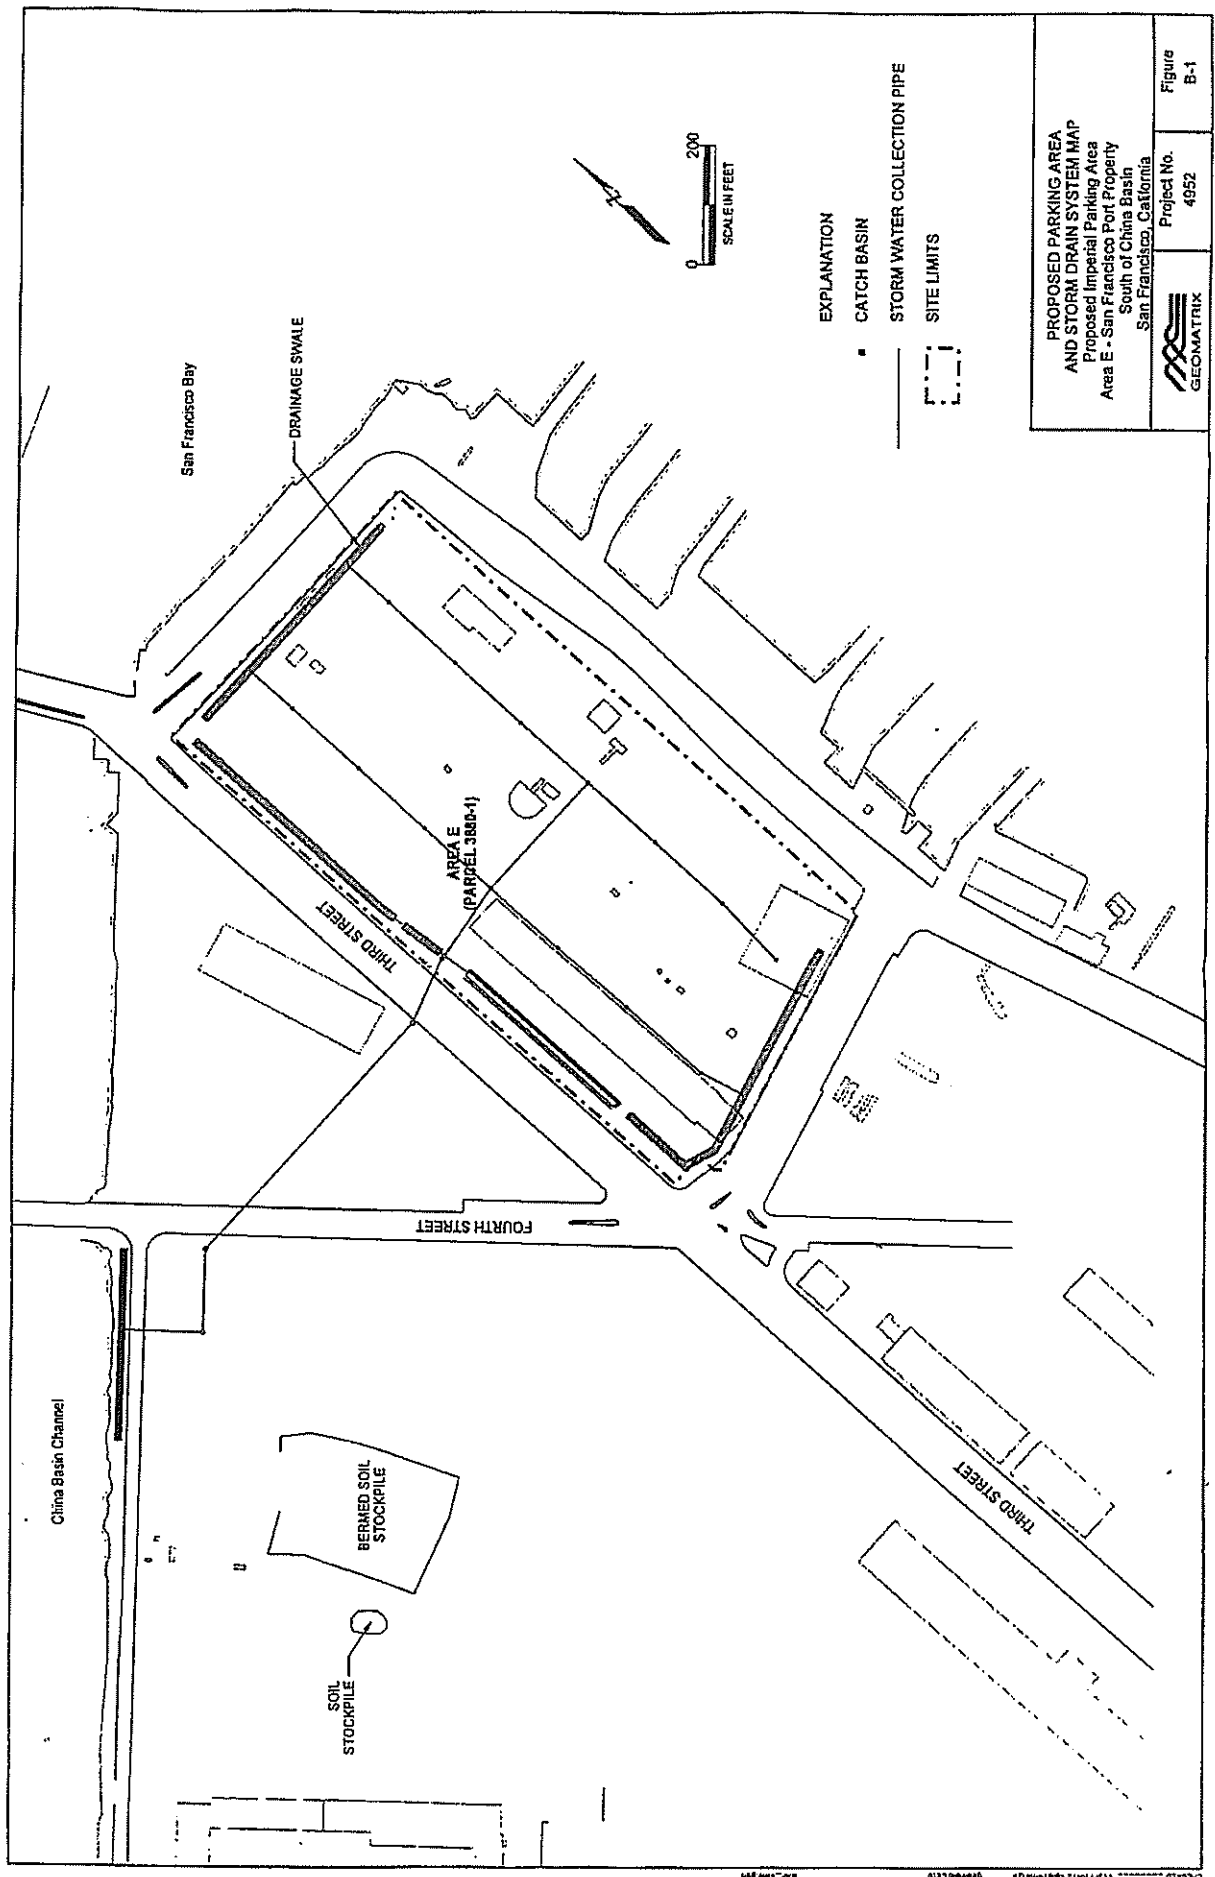 San Francisco Bay
DRAINAGE SWALE
0
200
SCALE IN FEET
EXPLANATION
CATCH BASIN
STORM WATER COLLECTION PIPE
SITE LIMITS
AREA E
(PARCEL 3880-1)
THIRD STREET
FOURTH STREET
China Basin Channel
BERMED SOIL
STOCKPILE
SOIL
STOCKPILE
THIRD STREET
PROPOSED PARKING AREA
AND STORM DRAIN SYSTEM MAP
Proposed Imperial Parking Area
Area E - San Francisco Port Property
South of China Basin
San Francisco, California
GEOMATRIX
Project No.
4952
Figure
B-1